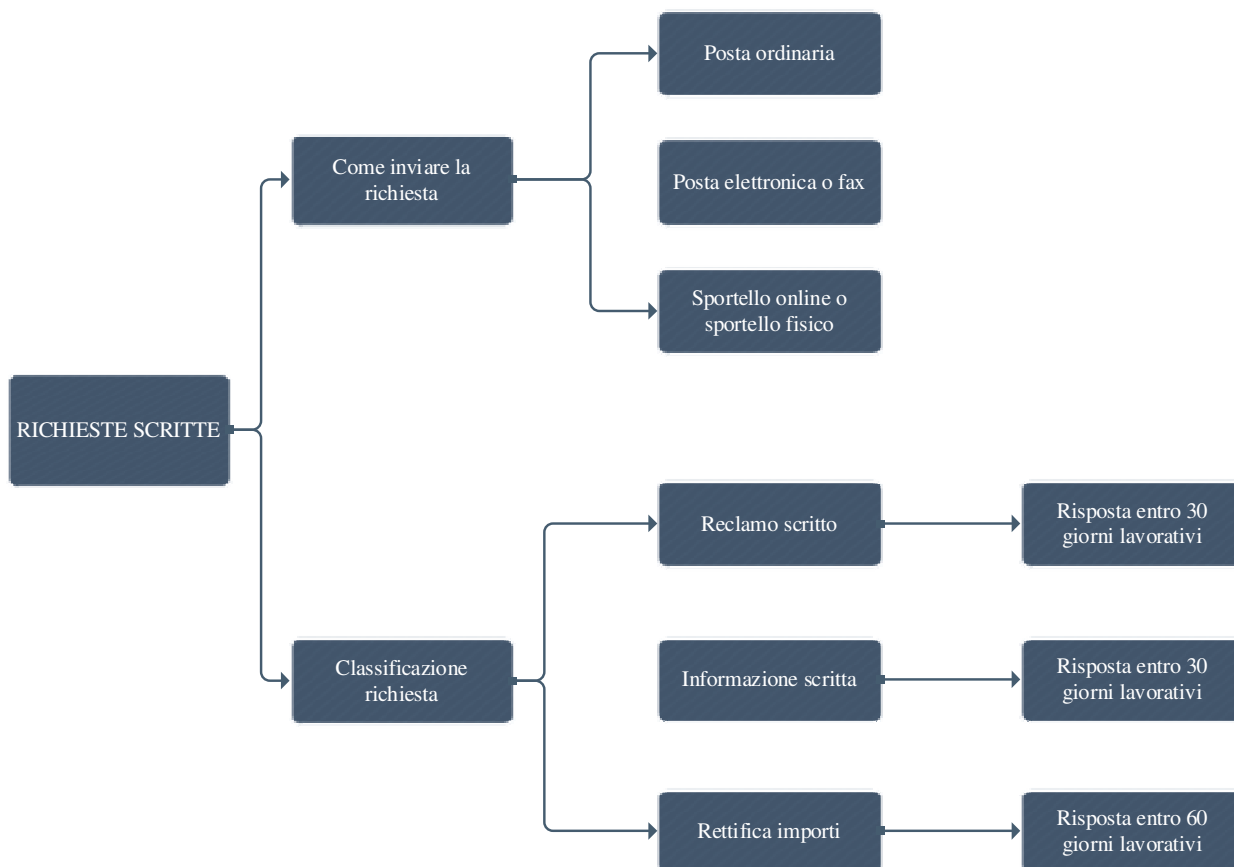 Posta ordinaria
Come inviare la
richiesta
Posta elettronica o fax
Sportello online o
sportello fisico
RICHIESTE SCRITTE
Reclamo scritto
Risposta entro 30
giorni lavorativi
Classificazione
richiesta
Informazione scritta
Risposta entro 30
giorni lavorativi
Rettifica importi
Risposta entro 60
giorni lavorativi